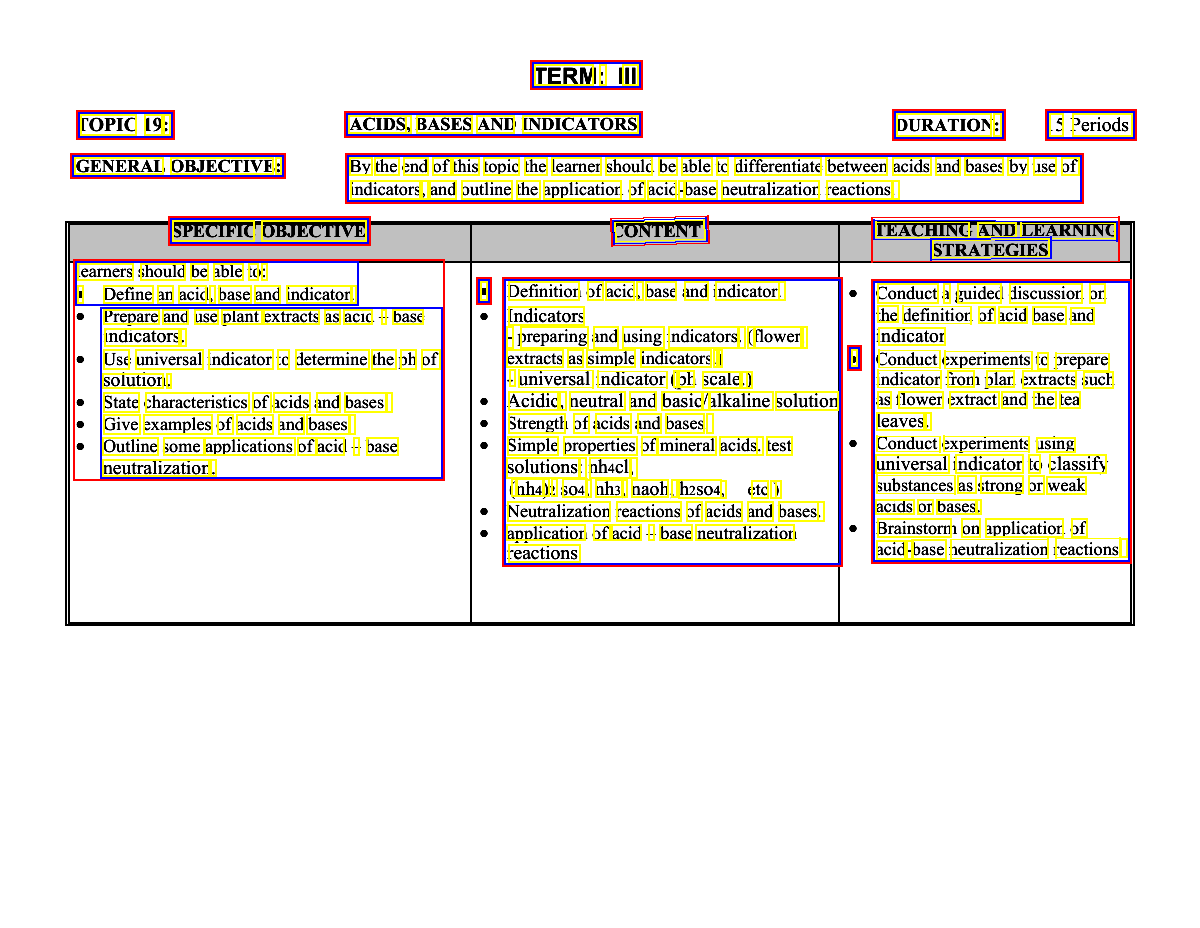 TERM: III
TOPIC 19: ACIDS, BASES AND INDICATORS DURATION: 15 Periods
GENERAL OBJECTIVE: By the end of this topic the learner should be able to differentiate between acids and bases by use of
indicators, and outline the application of acid-base neutralization reactions.
SPECIFIC OBJECTIVE
Learners should be able to:
• Define an acid, base and indicator.
• Prepare and use plant extracts as acid – base
indicators.
• Use universal indicator to determine the ph of
solution.
• State characteristics of acids and bases.
• Give examples of acids and bases.
• Outline some applications of acid – base
neutralization.
CONTENT
• Definition of acid, base and indicator.
• Indicators
- preparing and using indicators. (flower
extracts as simple indicators.)
– universal indicator (ph scale.)
• Acidic, neutral and basic/alkaline solution
• Strength of acids and bases.
• Simple properties of mineral acids. test
solutions: nh4cl,
(nh4)2 so4, nh3, naoh, h2so4, etc.)
• Neutralization reactions of acids and bases.
• application of acid – base neutralization
reactions
TEACHING AND LEARNING
STRATEGIES
• Conduct a guided discussion on
the definition of acid base and
indicator
• Conduct experiments to prepare
indicator from plan extracts such
as flower extract and the tea
leaves.
• Conduct experiments using
universal indicator to classify
substances as strong or weak
acids or bases.
• Brainstorm on application of
acid-base neutralization reactions.